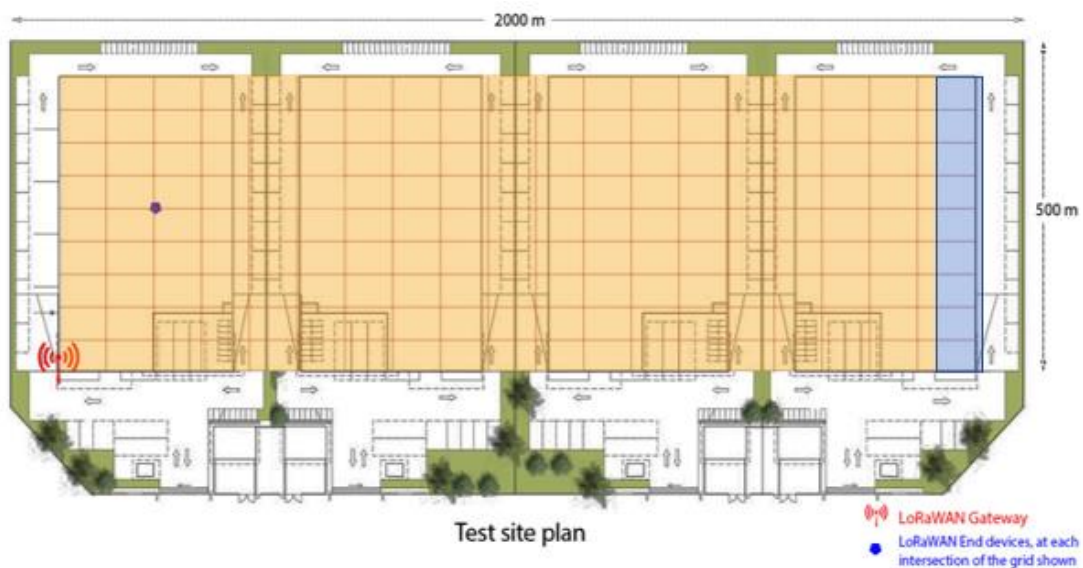 2000 m
500 m
Test site plan
LoRaWAN Gateway
LoRaWAN End devices, at each
intersection of the grid shown